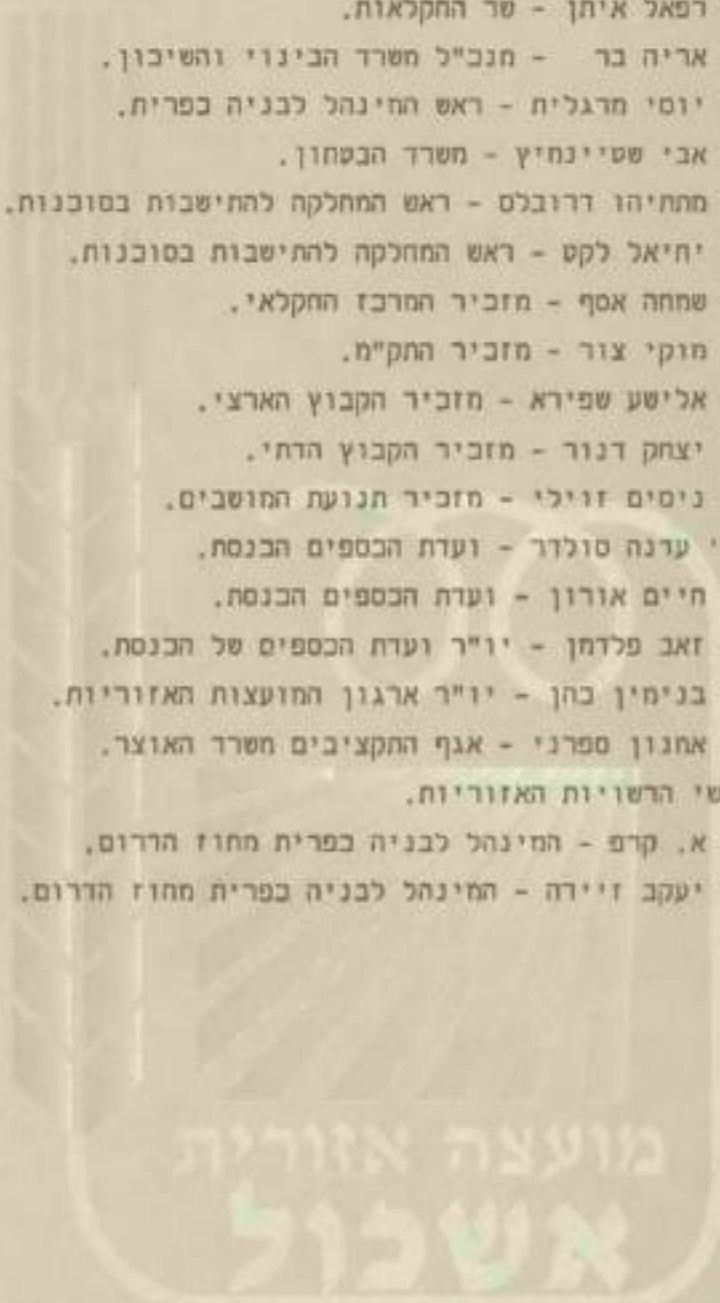 רפאל איתן - שר החקלאות.
אריה בר - מנכ"ל משרד הבינוי והשיכון.
יוסי מרגלית - ראש המינהל לבניה כפרית.
אבי שטיינמיץ - משרד הבטחון.
מתתיהו דרובלס - ראש המחלקה להתישבות בסוכנות.
יחיאל לקט - ראש המחלקה להתישבות בסוכנות.
שמחה אסף - מזכיר המרכז החקלאי.
מוקי צור - מזכיר התק"מ.
אלישע שפירא - מזכיר הקבוץ הארצי.
יצחק דנור - מזכיר הקבוץ הדתי.
ניסים זוילי - מזכיר תנועת המושבים.
עדנה סולדר - ועדת הכספים הכנסת.
חיים אורון - ועדת הכספים הכנסת.
זאב פלדמן - יו"ר ועדת הכספים של הכנסת.
בנימין כהן - יו"ר ארגון המועצות האזוריות.
אמנון ספרני - אגף התקציבים משרד האוצר.
שי הרשויות האזוריות.
א. קרפ - המינהל לבניה כפרית מחוז הדרום.
יעקב זיידה - המינהל לבניה כפרית מחוז הדרום.
מועצה אזורית
אשכול